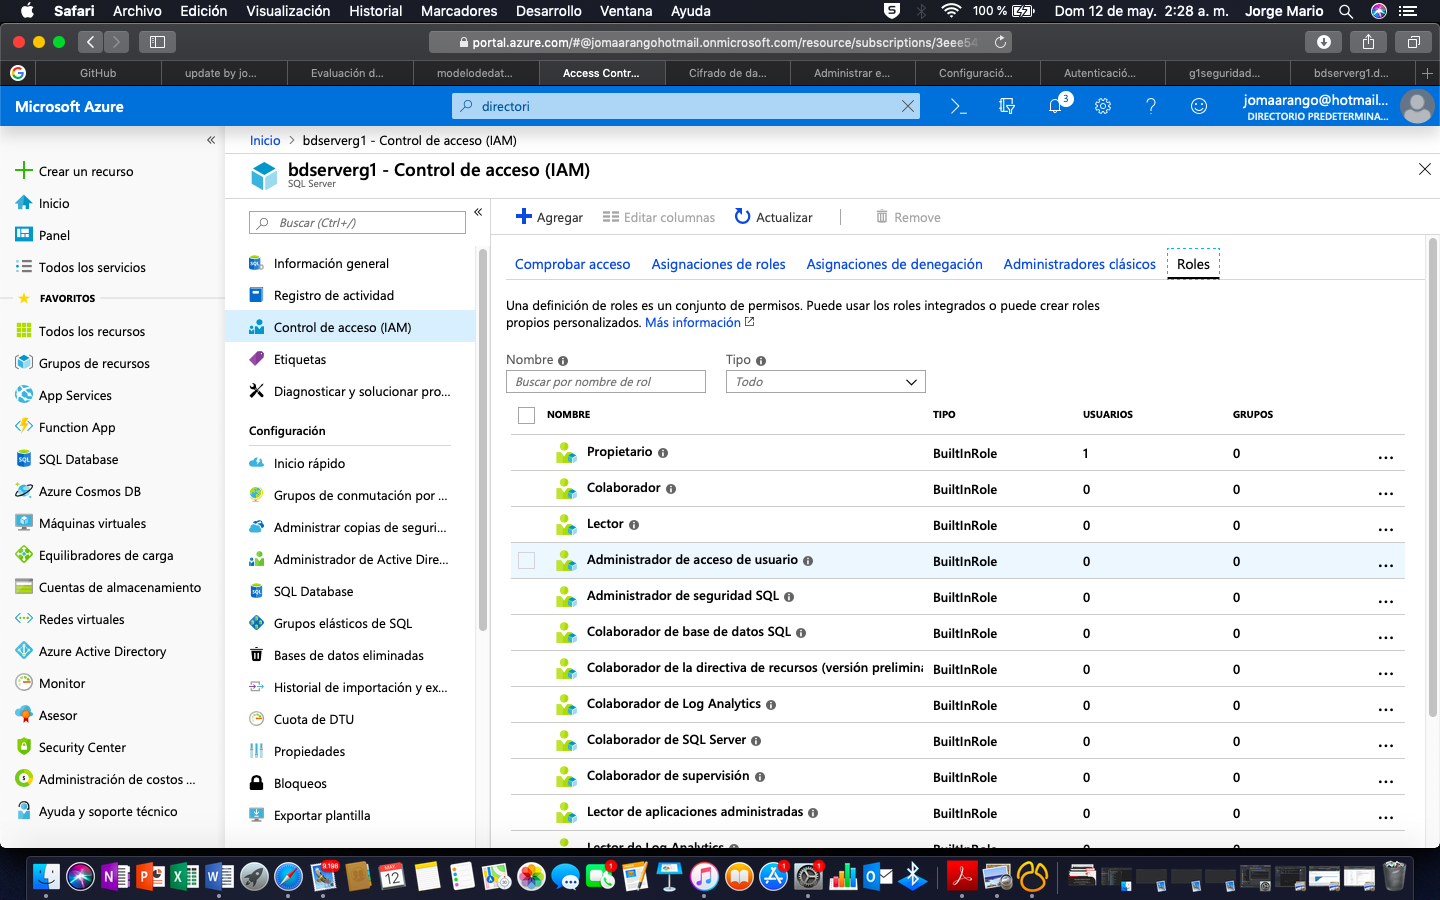 Safari Archivo Edición Visualización Historial Marcadores Desarrollo Ventana Ayuda 100 % Dom 12 de may. 2:28 a. m. Jorge Mario
portal.azure.com/#@jomaarangohotmail.onmicrosoft.com/resource/subscriptions/3eee54
GitHub update by jo... Evaluación d... modelodedat... Access Contr... Cifrado de da... Administrar e... Configuració... Autenticació... g1seguridad... bdserverg1.d...
Microsoft Azure directori 3 jomaarango@hotmail...
DIRECTORIO PREDETERMINA...
Inicio > bdserverg1 - Control de acceso (IAM)
bdserverg1 - Control de acceso (IAM)
SQL Server
Crear un recurso
Inicio
Panel
Todos los servicios
FAVORITOS
Todos los recursos
Grupos de recursos
App Services
Function App
SQL Database
Azure Cosmos DB
Máquinas virtuales
Equilibradores de carga
Cuentas de almacenamiento
Redes virtuales
Azure Active Directory
Monitor
Asesor
Security Center
Administración de costos ...
Ayuda y soporte técnico
Buscar (Ctrl+/)
Información general
Registro de actividad
Control de acceso (IAM)
Etiquetas
Diagnosticar y solucionar pro...
Configuración
Inicio rápido
Grupos de conmutación por ...
Administrar copias de seguri...
Administrador de Active Dire...
SQL Database
Grupos elásticos de SQL
Bases de datos eliminadas
Historial de importación y ex...
Cuota de DTU
Propiedades
Bloqueos
Exportar plantilla
Agregar Editar columnas Actualizar Remove
Comprobar acceso Asignaciones de roles Asignaciones de denegación Administradores clásicos Roles
Una definición de roles es un conjunto de permisos. Puede usar los roles integrados o puede crear roles
propios personalizados. Más información
Nombre Tipo
Buscar por nombre de rol Todo
NOMBRE TIPO USUARIOS GRUPOS
Propietario BuiltInRole 1 0 ...
Colaborador BuiltInRole 0 0 ...
Lector BuiltInRole 0 0 ...
Administrador de acceso de usuario BuiltInRole 0 0 ...
Administrador de seguridad SQL BuiltInRole 0 0 ...
Colaborador de base de datos SQL BuiltInRole 0 0 ...
Colaborador de la directiva de recursos (versión prelimina BuiltInRole 0 0 ...
Colaborador de Log Analytics BuiltInRole 0 0 ...
Colaborador de SQL Server BuiltInRole 0 0 ...
Colaborador de supervisión BuiltInRole 0 0 ...
Lector de aplicaciones administradas BuiltInRole 0 0 ...
Lector de Log Analytics
9.198 MAY 12 1 1 1